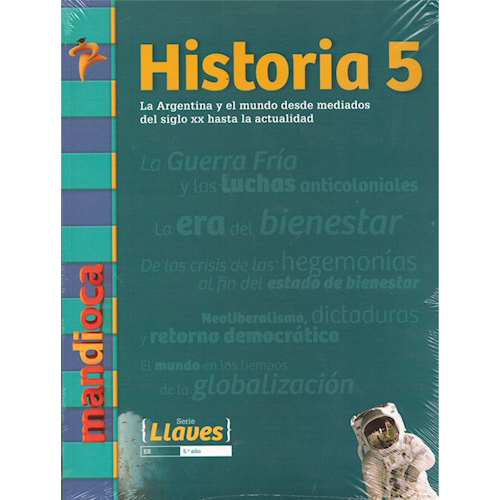 Historia 5
La Argentina y el mundo desde mediados
del siglo XX hasta la actualidad
La Guerra Fría
y las luchas anticoloniales
La era del bienestar
De las crisis de las hegemonías
al fin del estado de bienestar
Neoliberalismo, dictaduras
y retorno democrático
El mundo en los tiempos
de la globalización
mandioca
Serie
Llaves
ES 5.° año